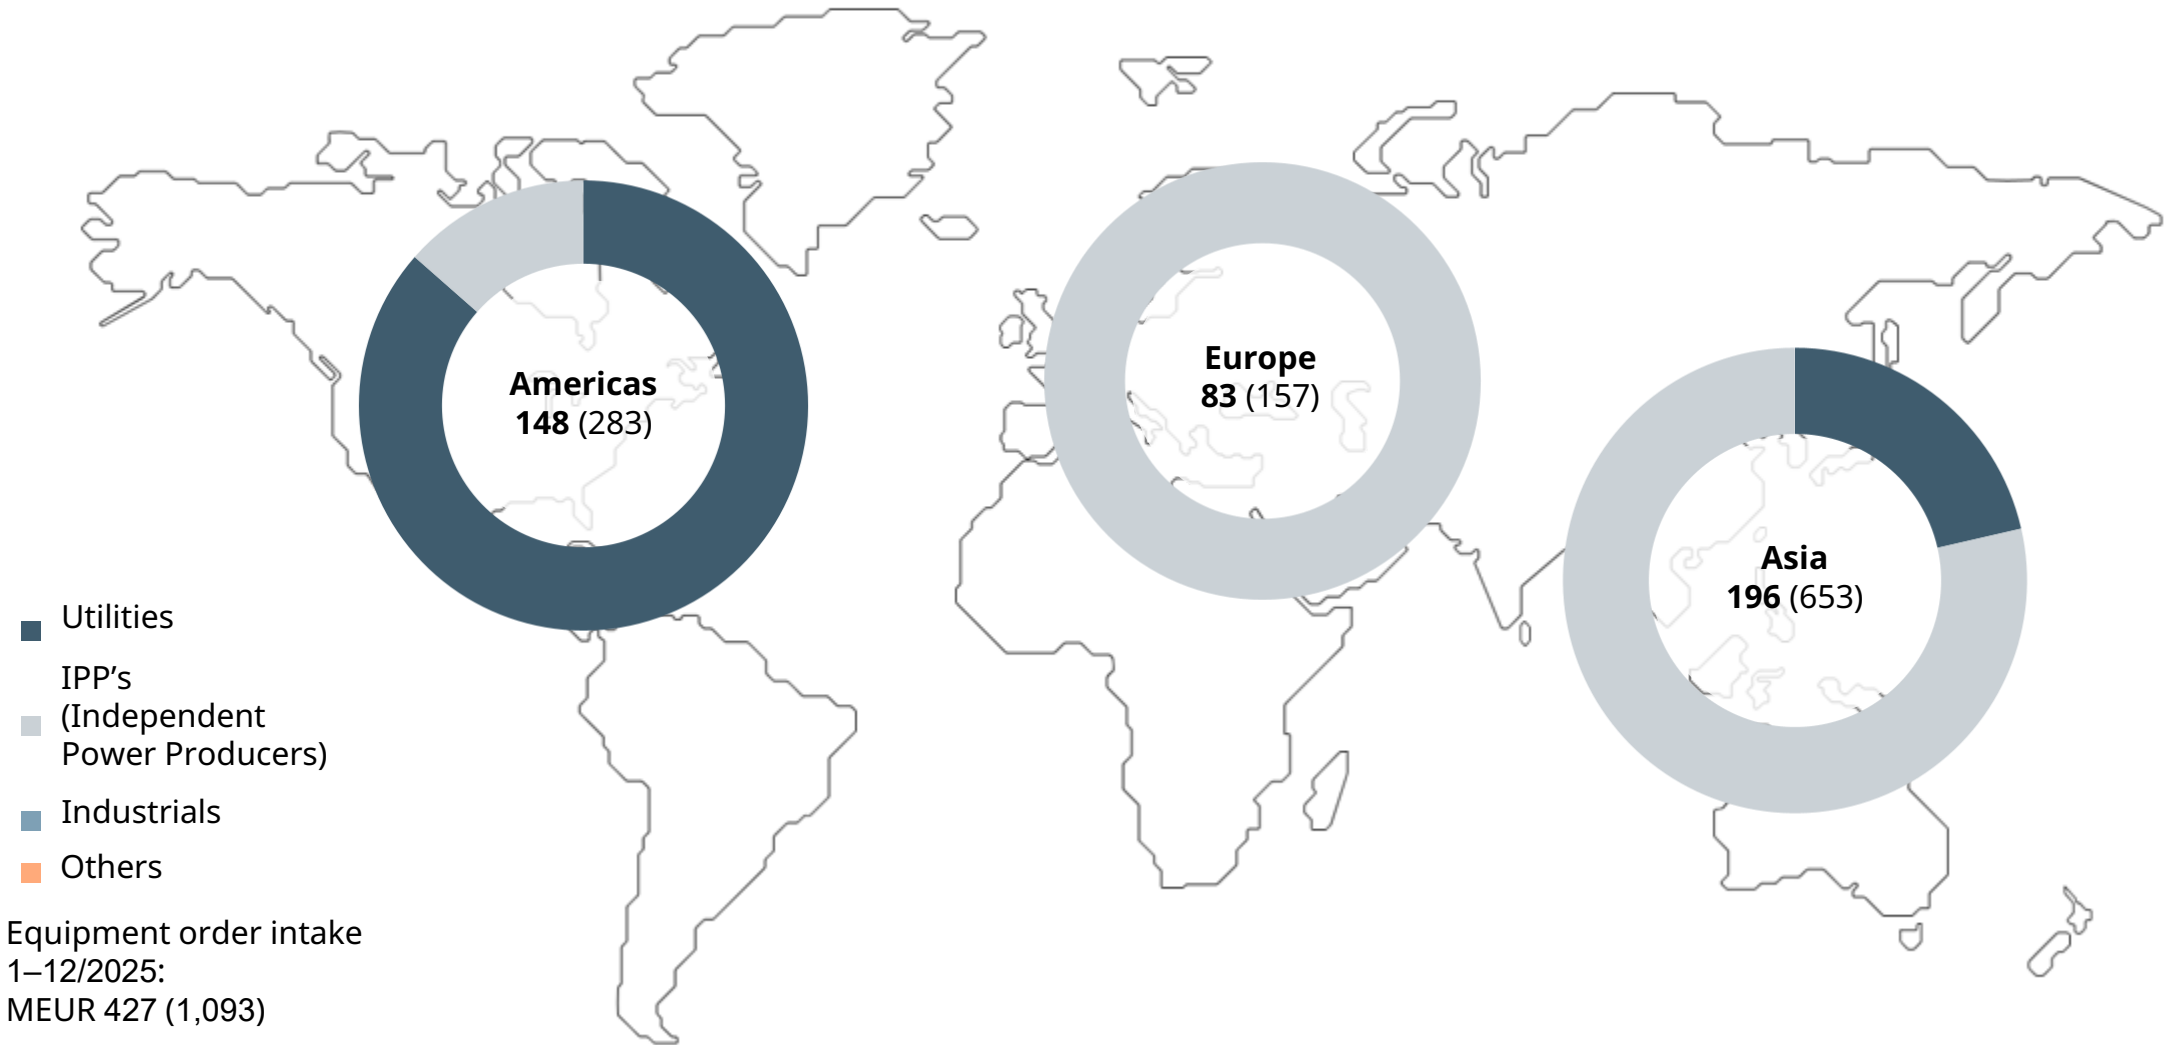 Americas
148 (283)
Europe
83 (157)
Asia
196 (653)
Utilities
IPP’s
(Independent
Power Producers)
Industrials
Others
Equipment order intake
1–12/2025:
MEUR 427 (1,093)